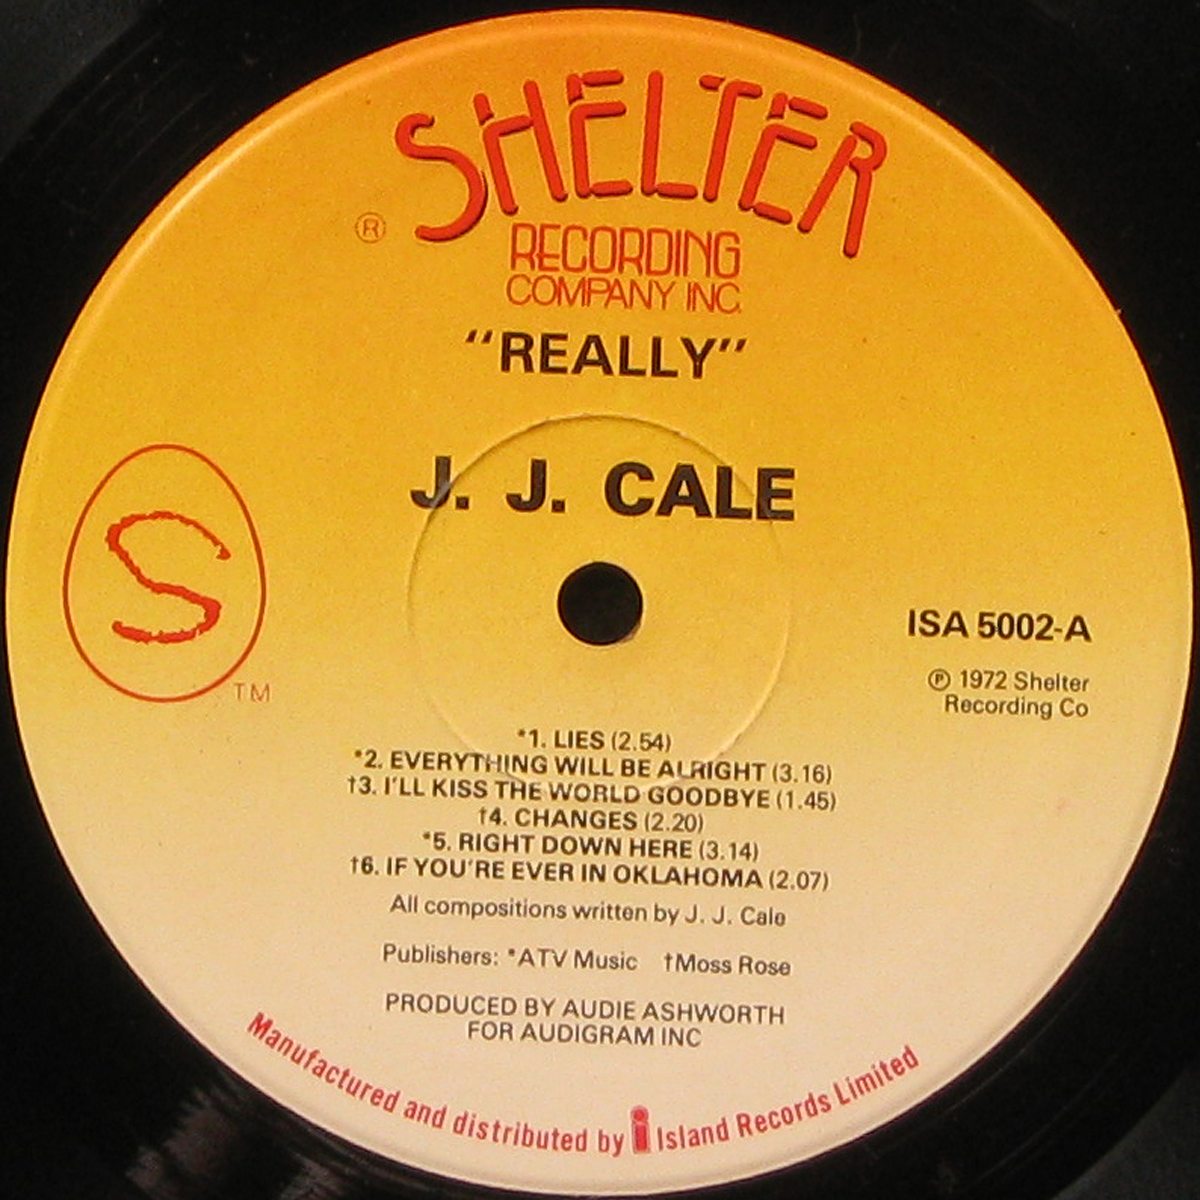 SHELTER
®
RECORDING
COMPANY INC.
"REALLY"
J. J. CALE
S
TM
ISA 5002-A
℗ 1972 Shelter
Recording Co
*1. LIES (2.54)
*2. EVERYTHING WILL BE ALRIGHT (3.16)
†3. I'LL KISS THE WORLD GOODBYE (1.45)
†4. CHANGES (2.20)
*5. RIGHT DOWN HERE (3.14)
†6. IF YOU'RE EVER IN OKLAHOMA (2.07)
All compositions written by J. J. Cale
Publishers: *ATV Music †Moss Rose
PRODUCED BY AUDIE ASHWORTH
FOR AUDIGRAM INC
Manufactured and distributed by i Island Records Limited